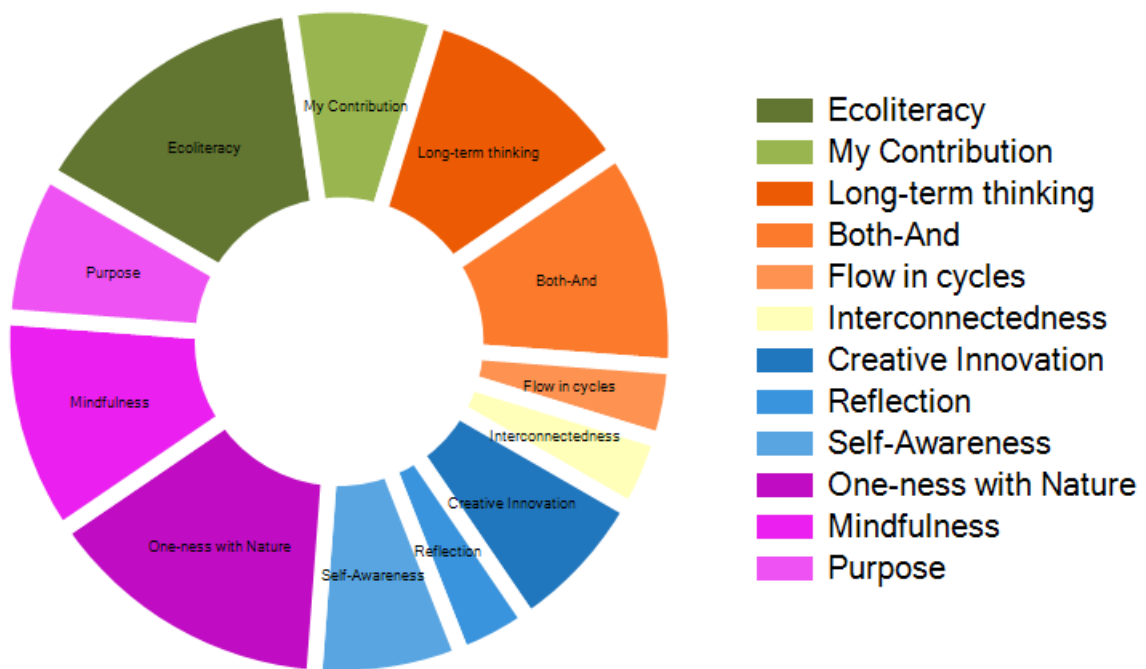 My Contribution
Ecoliteracy
Long-term thinking
Purpose
Both-And
Mindfulness
Flow in cycles
Interconnectedness
Creative Innovation
One-ness with Nature
Reflection
Self-Awareness
Ecoliteracy
My Contribution
Long-term thinking
Both-And
Flow in cycles
Interconnectedness
Creative Innovation
Reflection
Self-Awareness
One-ness with Nature
Mindfulness
Purpose